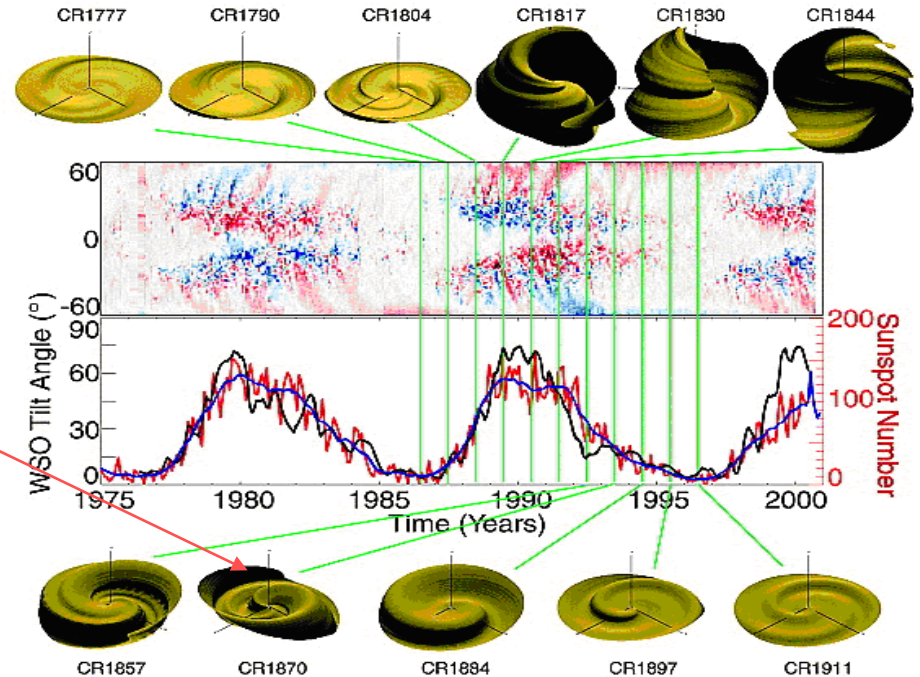 CR1777 CR1790 CR1804 CR1817 CR1830 CR1844
60
0
-60
90
60
30
0
WSO Tilt Angle (°)
200
100
0
Sunspot Number
1975 1980 1985 1990 1995 2000
Time (Years)
CR1857 CR1870 CR1884 CR1897 CR1911